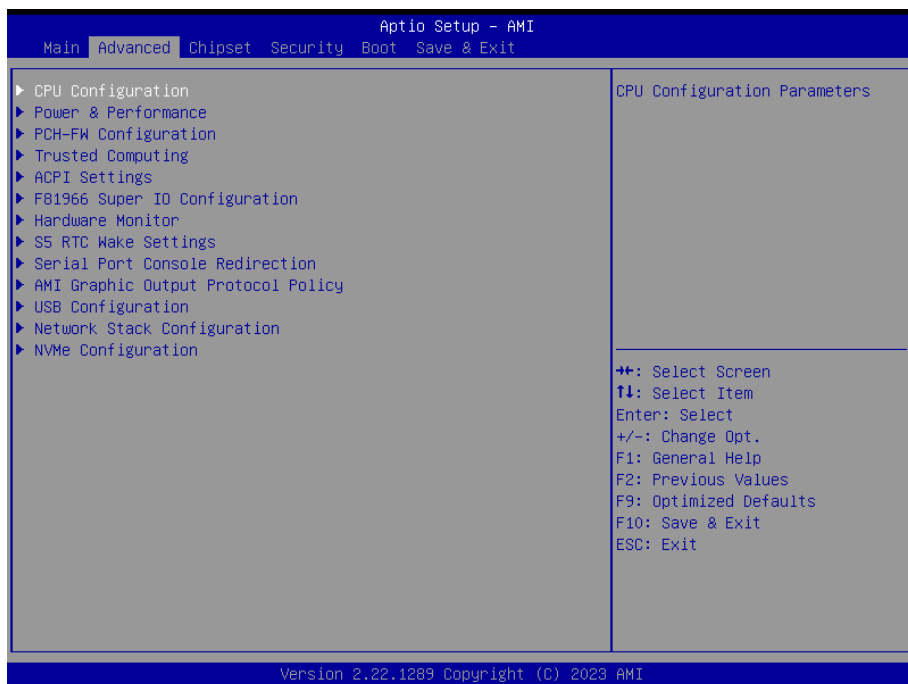 Aptio Setup – AMI
Main Advanced Chipset Security Boot Save & Exit
CPU Configuration
Power & Performance
PCH-FW Configuration
Trusted Computing
ACPI Settings
F81966 Super IO Configuration
Hardware Monitor
S5 RTC Wake Settings
Serial Port Console Redirection
AMI Graphic Output Protocol Policy
USB Configuration
Network Stack Configuration
NVMe Configuration
CPU Configuration Parameters
→←: Select Screen
↑↓: Select Item
Enter: Select
+/-: Change Opt.
F1: General Help
F2: Previous Values
F9: Optimized Defaults
F10: Save & Exit
ESC: Exit
Version 2.22.1289 Copyright (C) 2023 AMI